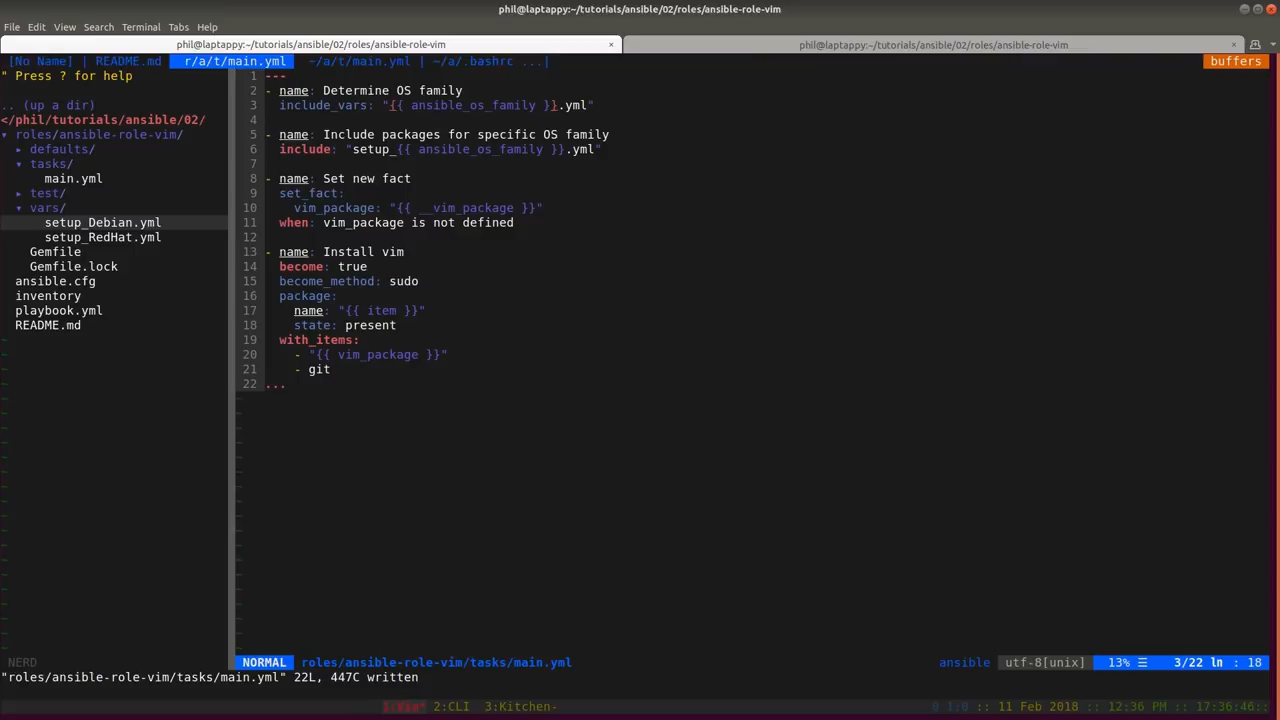 phil@laptappy:~/tutorials/ansible/02/roles/ansible-role-vim
File Edit View Search Terminal Tabs Help
phil@laptappy:~/tutorials/ansible/02/roles/ansible-role-vim × phil@laptappy:~/tutorials/ansible/02/roles/ansible-role-vim ×
[No Name] | README.md r/a/t/main.yml ~/a/t/main.yml | ~/a/.bashrc ...| buffers
" Press ? for help
.. (up a dir)
</phil/tutorials/ansible/02/
▾ roles/ansible-role-vim/
▸ defaults/
▾ tasks/
main.yml
▸ test/
▾ vars/
setup_Debian.yml
setup_RedHat.yml
Gemfile
Gemfile.lock
ansible.cfg
inventory
playbook.yml
README.md
NERD
1 ---
2 - name: Determine OS family
3 include_vars: "{{ ansible_os_family }}.yml"
4
5 - name: Include packages for specific OS family
6 include: "setup_{{ ansible_os_family }}.yml"
7
8 - name: Set new fact
9 set_fact:
10 vim_package: "{{ __vim_package }}"
11 when: vim_package is not defined
12
13 - name: Install vim
14 become: true
15 become_method: sudo
16 package:
17 name: "{{ item }}"
18 state: present
19 with_items:
20 - "{{ vim_package }}"
21 - git
22 ...
NORMAL roles/ansible-role-vim/tasks/main.yml ansible utf-8[unix] 13% ☰ 3/22 ln : 18
"roles/ansible-role-vim/tasks/main.yml" 22L, 447C written
1:Vim* 2:CLI 3:Kitchen- :: 11 Feb 2018 :: 12:36 PM :: 17:36:46::